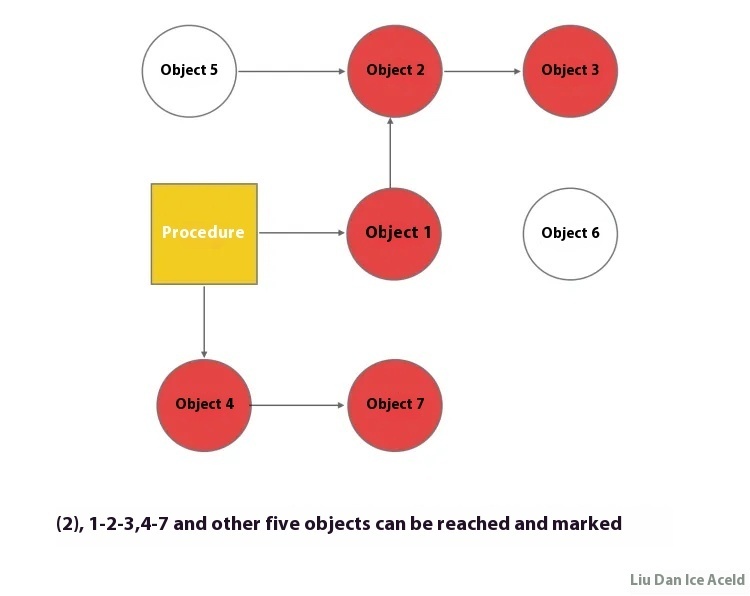 Object 5
Object 2
Object 3
Procedure
Object 1
Object 6
Object 4
Object 7
(2), 1-2-3,4-7 and other five objects can be reached and marked
Liu Dan Ice Aceld